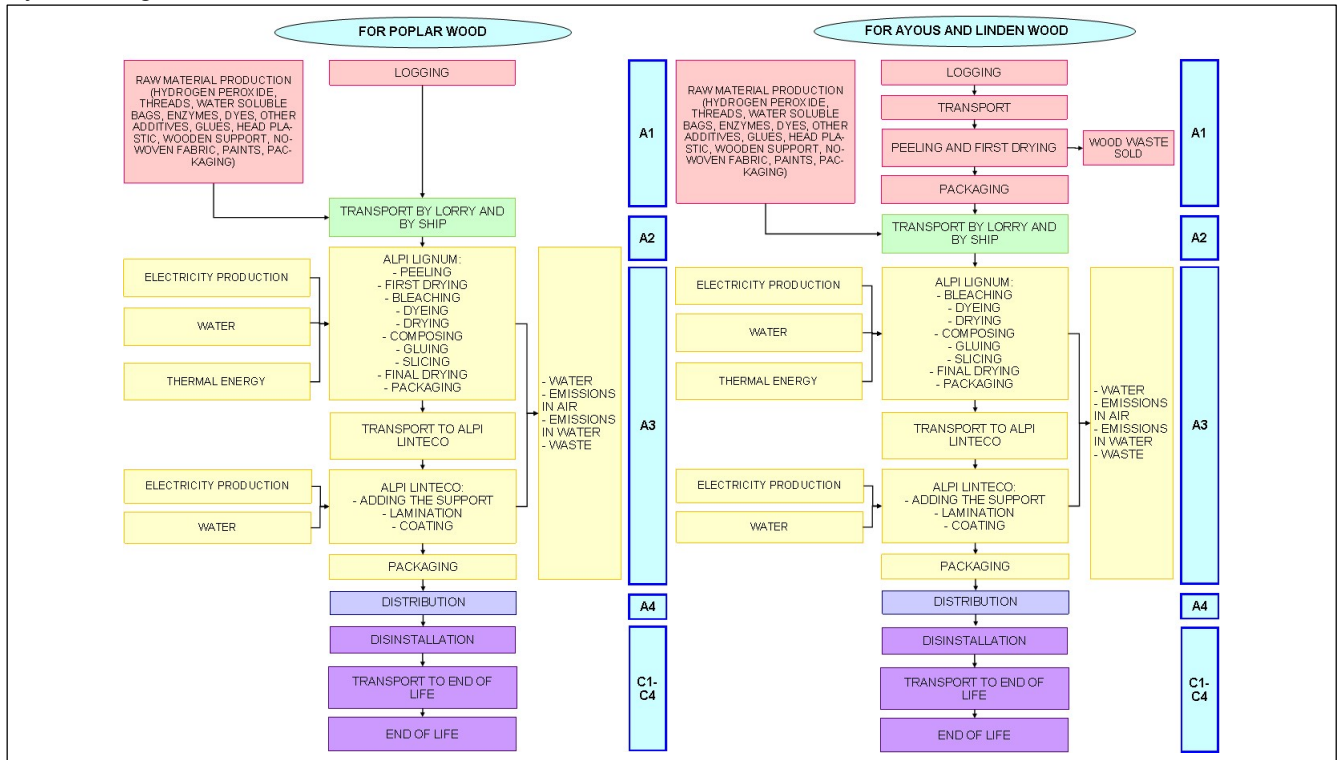 FOR POPLAR WOOD
RAW MATERIAL PRODUCTION
(HYDROGEN PEROXIDE,
THREADS, WATER SOLUBLE
BAGS, ENZYMES, DYES, OTHER
ADDITIVES, GLUES, HEAD PLA-
STIC, WOODEN SUPPORT, NO-
WOVEN FABRIC, PAINTS, PAC-
KAGING)
LOGGING
A1
TRANSPORT BY LORRY AND
BY SHIP
A2
ELECTRICITY PRODUCTION
WATER
THERMAL ENERGY
ALPI LIGNUM:
- PEELING
- FIRST DRYING
- BLEACHING
- DYEING
- DRYING
- COMPOSING
- GLUING
- SLICING
- FINAL DRYING
- PACKAGING
- WATER
- EMISSIONS
IN AIR
- EMISSIONS
IN WATER
- WASTE
A3
TRANSPORT TO ALPI
LINTECO
ELECTRICITY PRODUCTION
WATER
ALPI LINTECO:
- ADDING THE SUPPORT
- LAMINATION
- COATING
PACKAGING
DISTRIBUTION
A4
DISINSTALLATION
TRANSPORT TO END OF
LIFE
END OF LIFE
C1-
C4
FOR AYOUS AND LINDEN WOOD
RAW MATERIAL PRODUCTION
(HYDROGEN PEROXIDE,
THREADS, WATER SOLUBLE
BAGS, ENZYMES, DYES, OTHER
ADDITIVES, GLUES, HEAD PLA-
STIC, WOODEN SUPPORT, NO-
WOVEN FABRIC, PAINTS, PAC-
KAGING)
LOGGING
TRANSPORT
PEELING AND FIRST DRYING
WOOD WASTE
SOLD
PACKAGING
A1
TRANSPORT BY LORRY AND
BY SHIP
A2
ELECTRICITY PRODUCTION
WATER
THERMAL ENERGY
ALPI LIGNUM:
- BLEACHING
- DYEING
- DRYING
- COMPOSING
- GLUING
- SLICING
- FINAL DRYING
- PACKAGING
- WATER
- EMISSIONS
IN AIR
- EMISSIONS
IN WATER
- WASTE
A3
TRANSPORT TO ALPI
LINTECO
ELECTRICITY PRODUCTION
WATER
ALPI LINTECO:
- ADDING THE SUPPORT
- LAMINATION
- COATING
PACKAGING
DISTRIBUTION
A4
DISINSTALLATION
TRANSPORT TO END OF
LIFE
END OF LIFE
C1-
C4